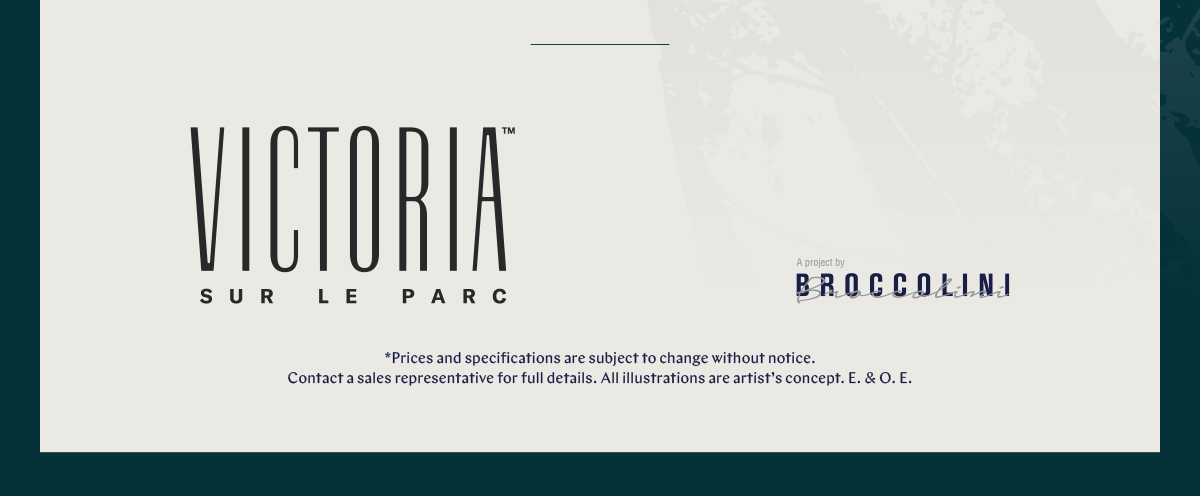 VICTORIA™
SUR LE PARC
A project by
BROCCOLINI
Broccolini
*Prices and specifications are subject to change without notice.
Contact a sales representative for full details. All illustrations are artist’s concept. E. & O. E.